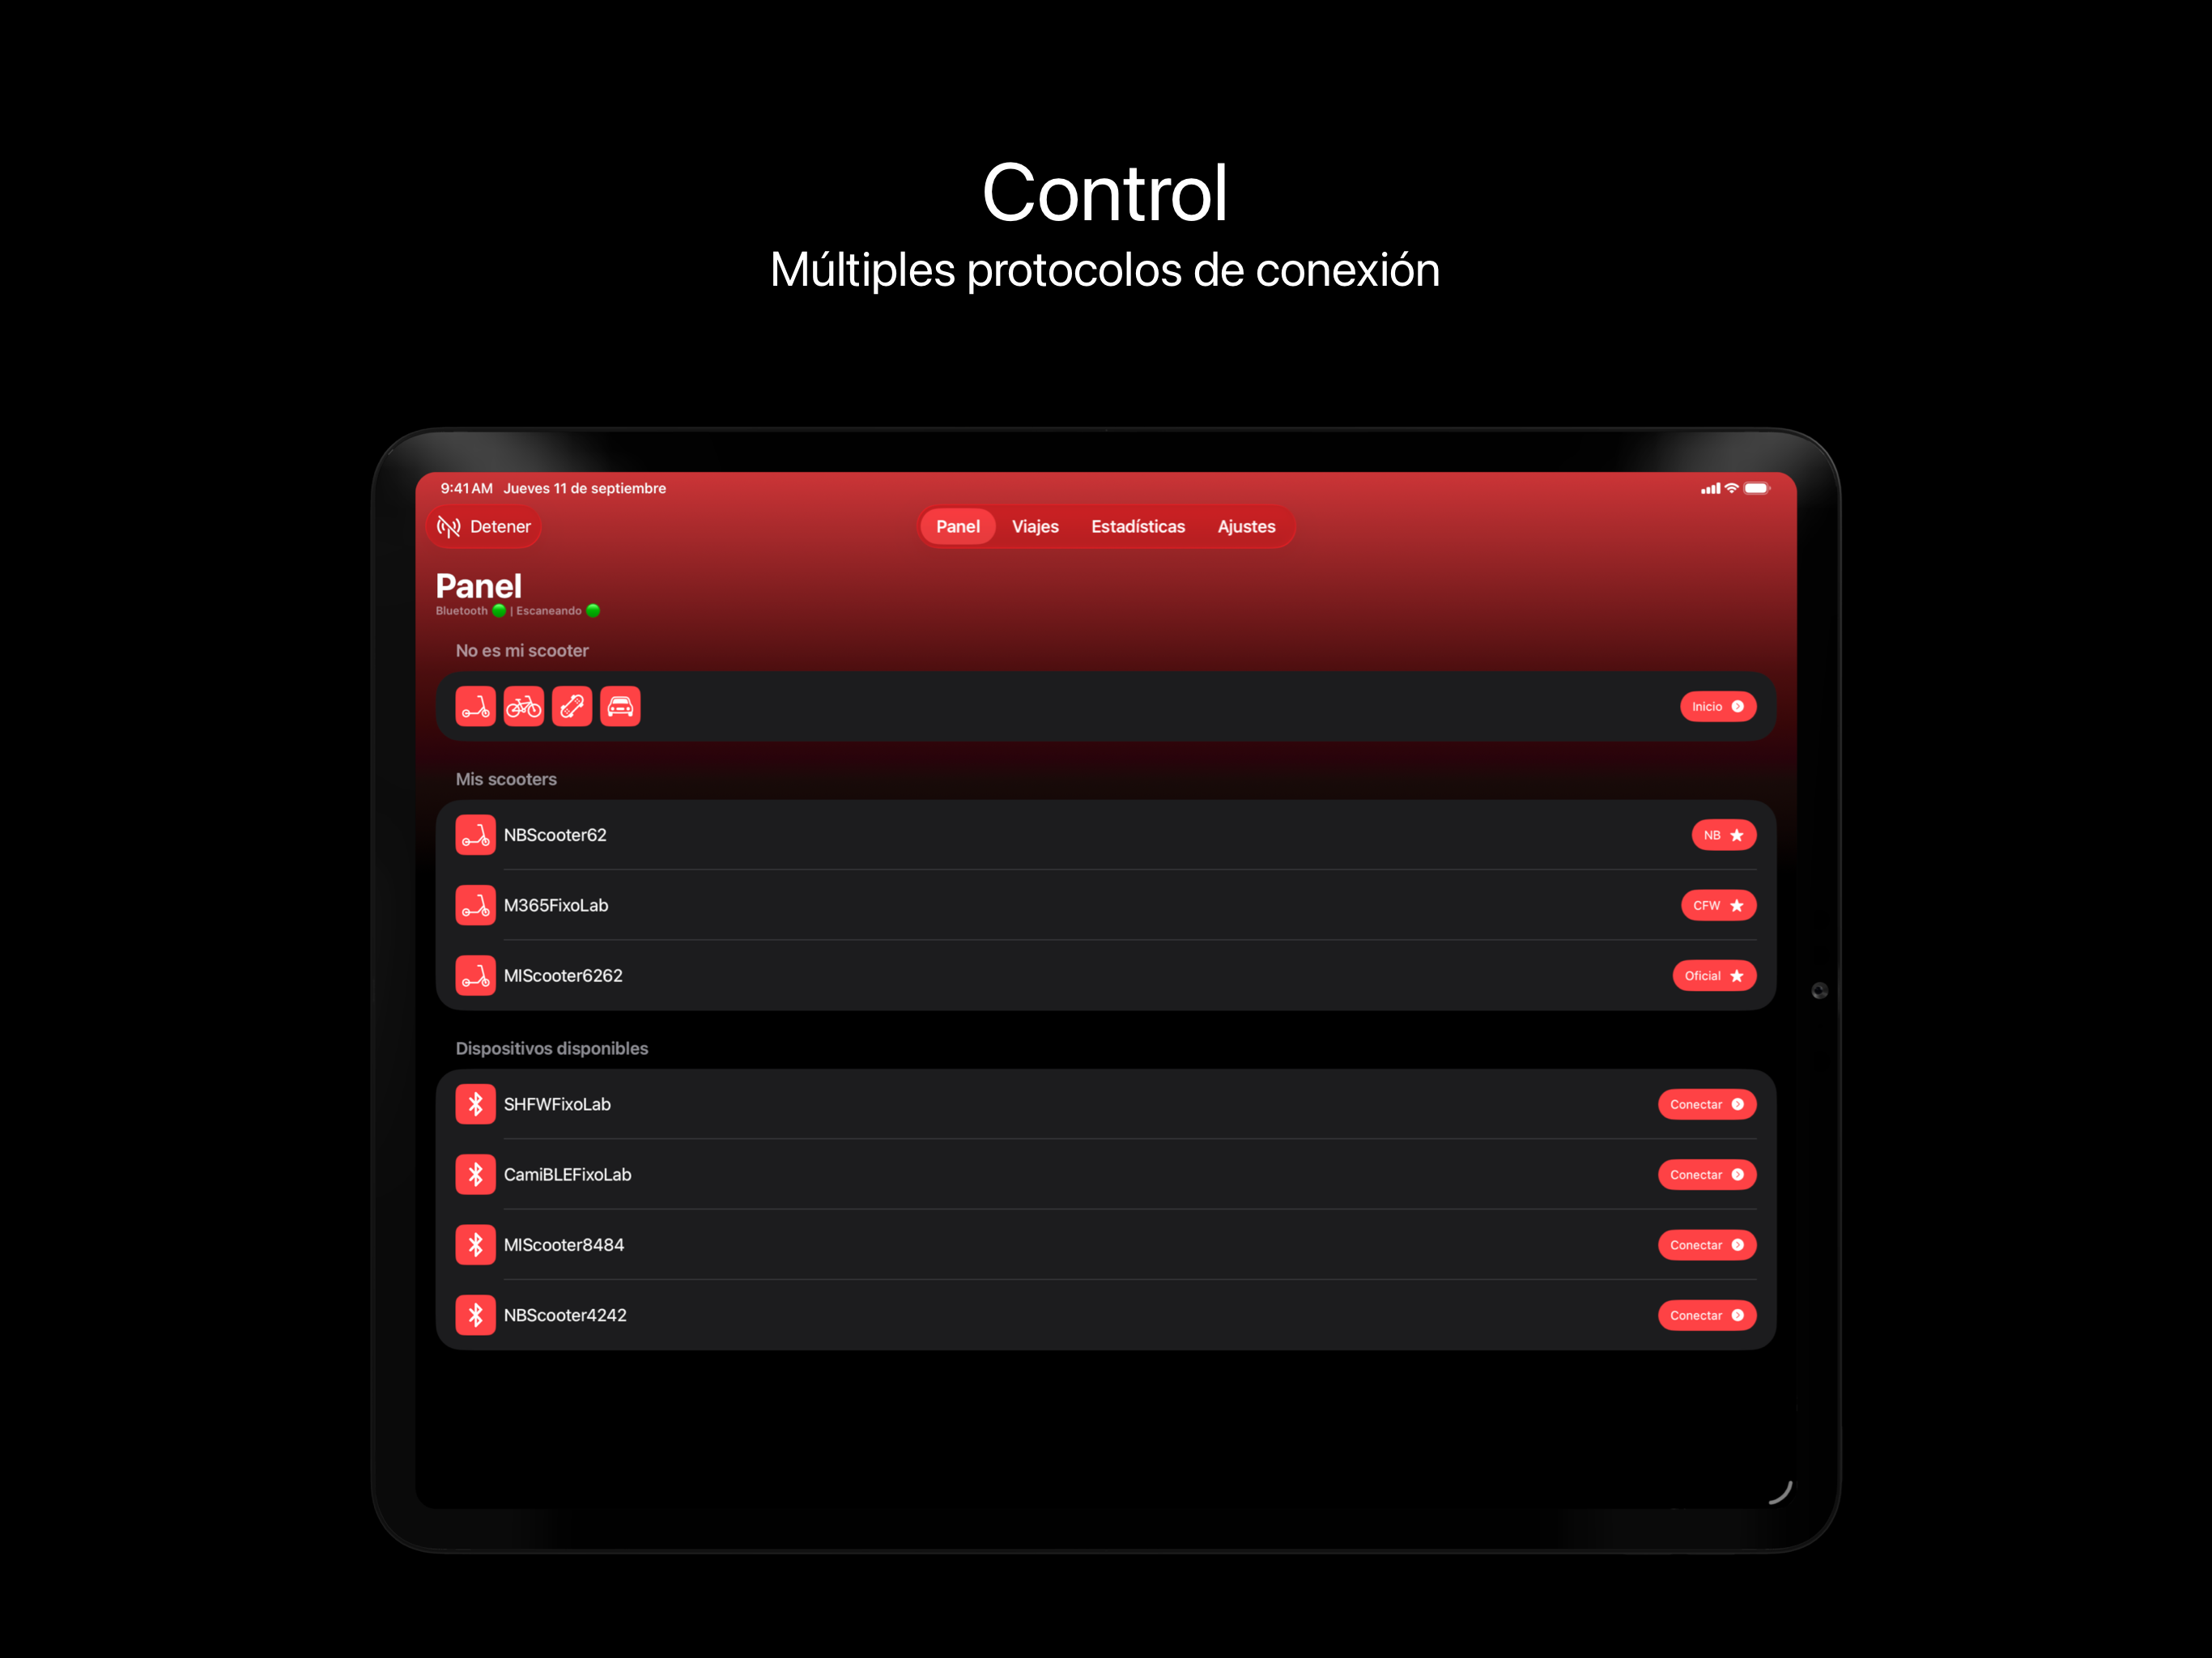 Control
Múltiples protocolos de conexión
9:41 AM Jueves 11 de septiembre
Detener
Panel Viajes Estadísticas Ajustes
Panel
Bluetooth | Escaneando
No es mi scooter
Inicio
Mis scooters
NBScooter62 NB
M365FixoLab CFW
MIScooter6262 Oficial
Dispositivos disponibles
SHFWFixoLab Conectar
CamiBLEFixoLab Conectar
MIScooter8484 Conectar
NBScooter4242 Conectar